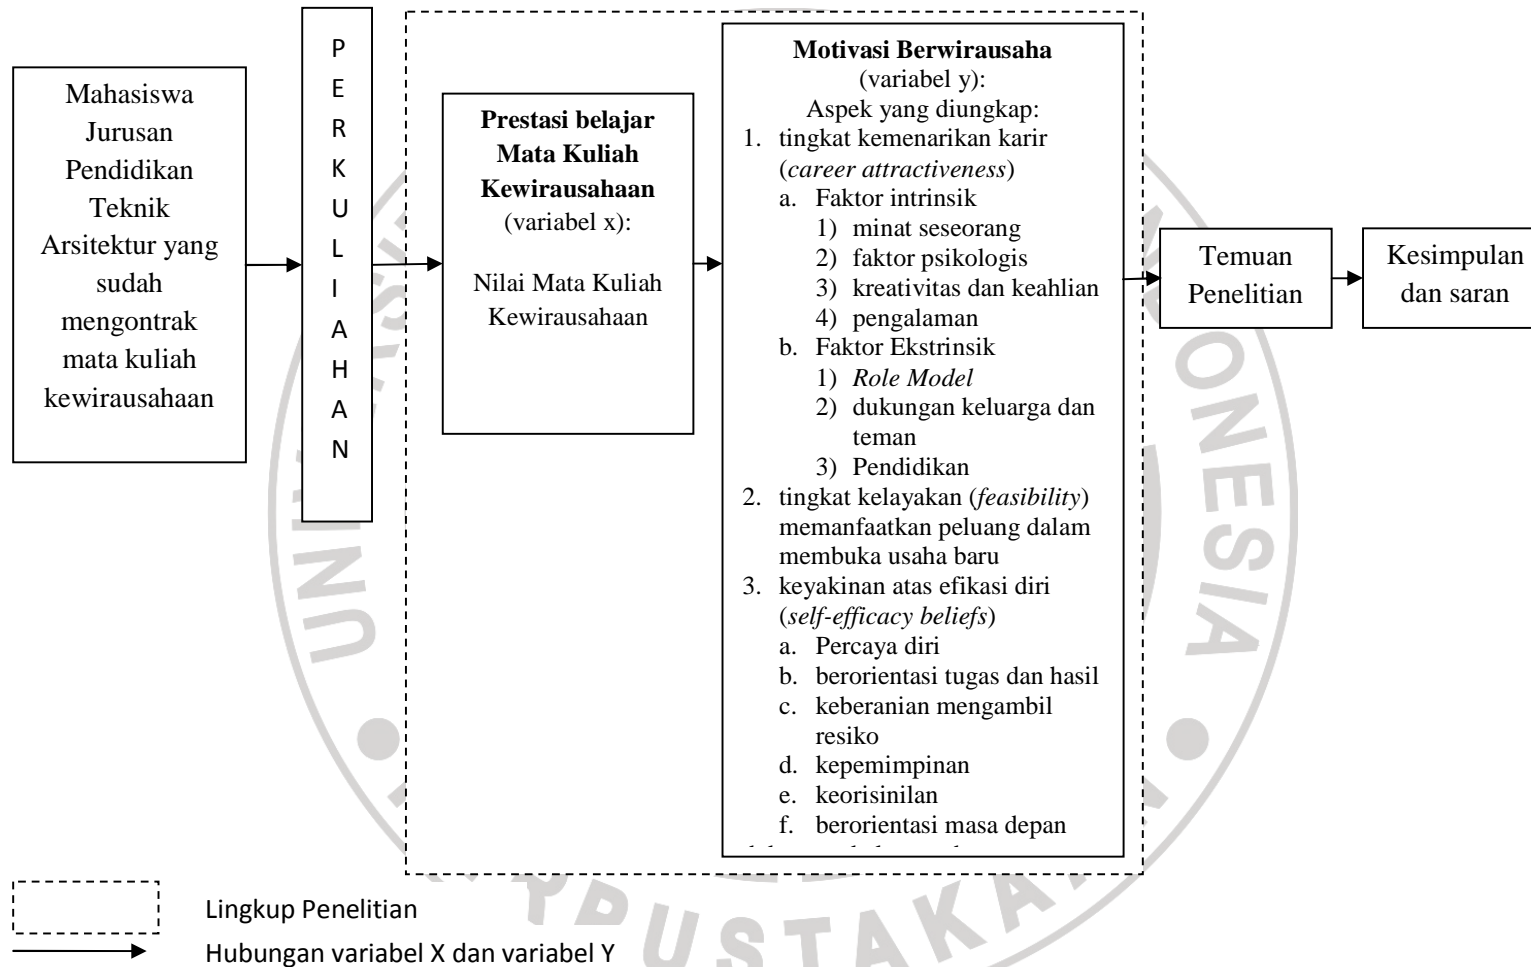 Mahasiswa
Jurusan
Pendidikan
Teknik
Arsitektur yang
sudah
mengontrak
mata kuliah
kewirausahaan
P
E
R
K
U
L
I
A
H
A
N
Prestasi belajar
Mata Kuliah
Kewirausahaan
(variabel x):
Nilai Mata Kuliah
Kewirausahaan
Motivasi Berwirausaha
(variabel y):
Aspek yang diungkap:
1. tingkat kemenarikan karir
(career attractiveness)
a. Faktor intrinsik
1) minat seseorang
2) faktor psikologis
3) kreativitas dan keahlian
4) pengalaman
b. Faktor Ekstrinsik
1) Role Model
2) dukungan keluarga dan
teman
3) Pendidikan
2. tingkat kelayakan (feasibility)
memanfaatkan peluang dalam
membuka usaha baru
3. keyakinan atas efikasi diri
(self-efficacy beliefs)
a. Percaya diri
b. berorientasi tugas dan hasil
c. keberanian mengambil
resiko
d. kepemimpinan
e. keorisinilan
f. berorientasi masa depan
Temuan
Penelitian
Kesimpulan
dan saran
Lingkup Penelitian
Hubungan variabel X dan variabel Y